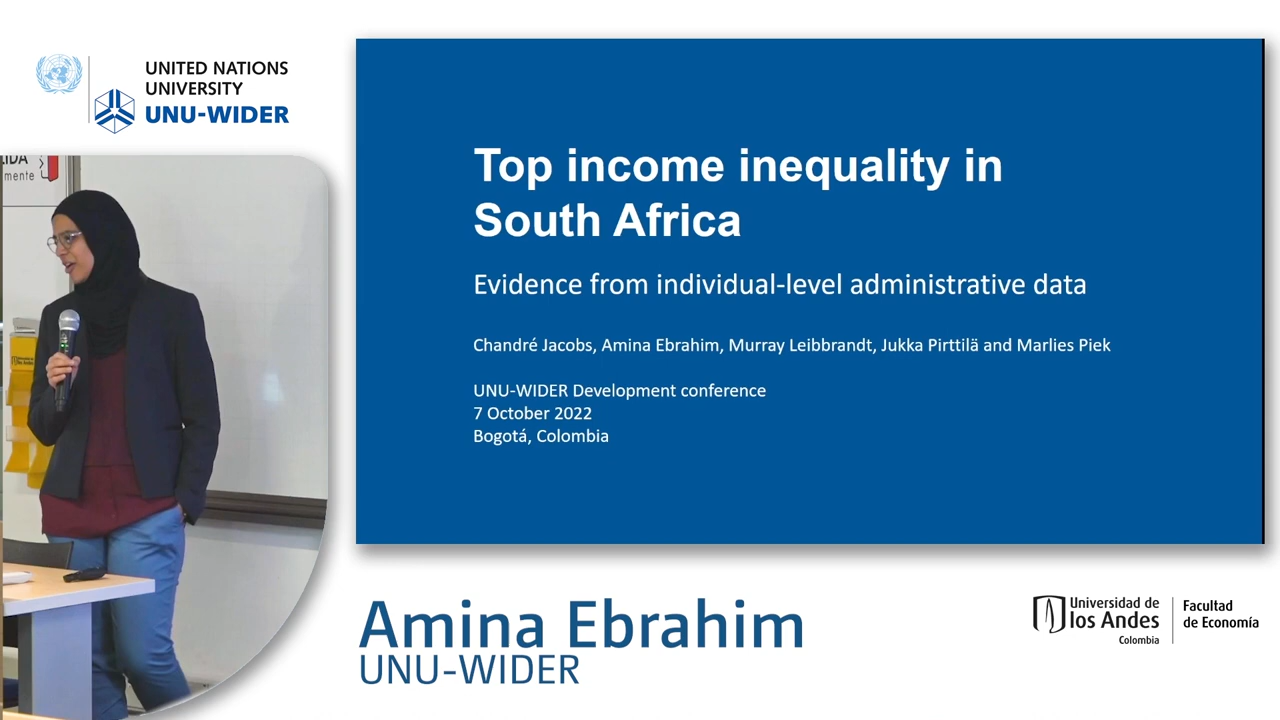 UNITED NATIONS
UNIVERSITY
UNU-WIDER
LIDA
mente
Top income inequality in
South Africa
Evidence from individual-level administrative data
Chandré Jacobs, Amina Ebrahim, Murray Leibbrandt, Jukka Pirttilä and Marlies Piek
UNU-WIDER Development conference
7 October 2022
Bogotá, Colombia
Amina Ebrahim
UNU-WIDER
Universidad de
los Andes
Colombia
Facultad
de Economía